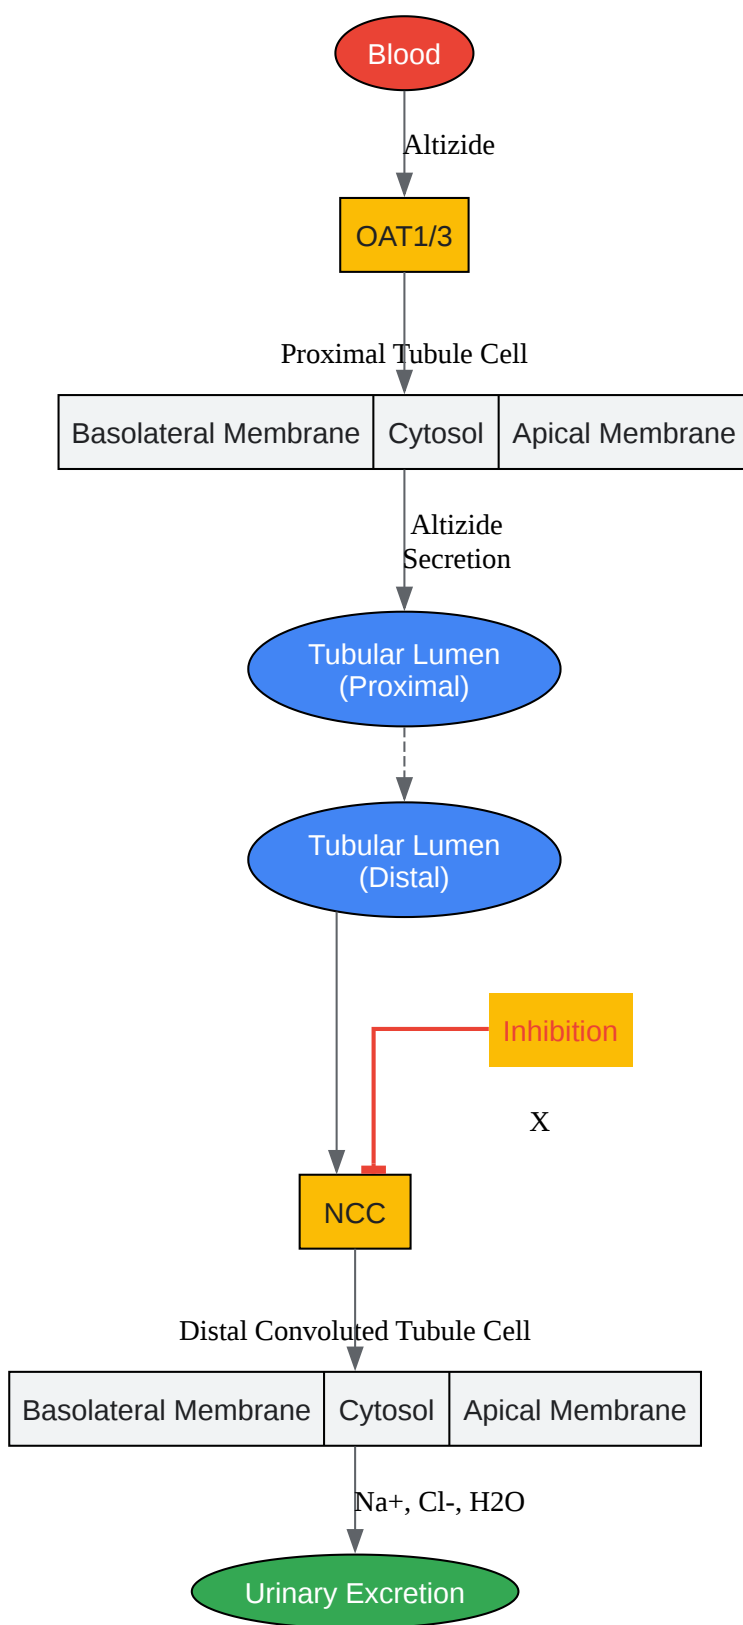 Blood
Altizide
OAT1/3
Proximal Tubule Cell
Basolateral Membrane
Cytosol
Apical Membrane
Altizide
Secretion
Tubular Lumen
(Proximal)
Tubular Lumen
(Distal)
Inhibition
X
NCC
Distal Convoluted Tubule Cell
Basolateral Membrane
Cytosol
Apical Membrane
Na+, Cl-, H2O
Urinary Excretion